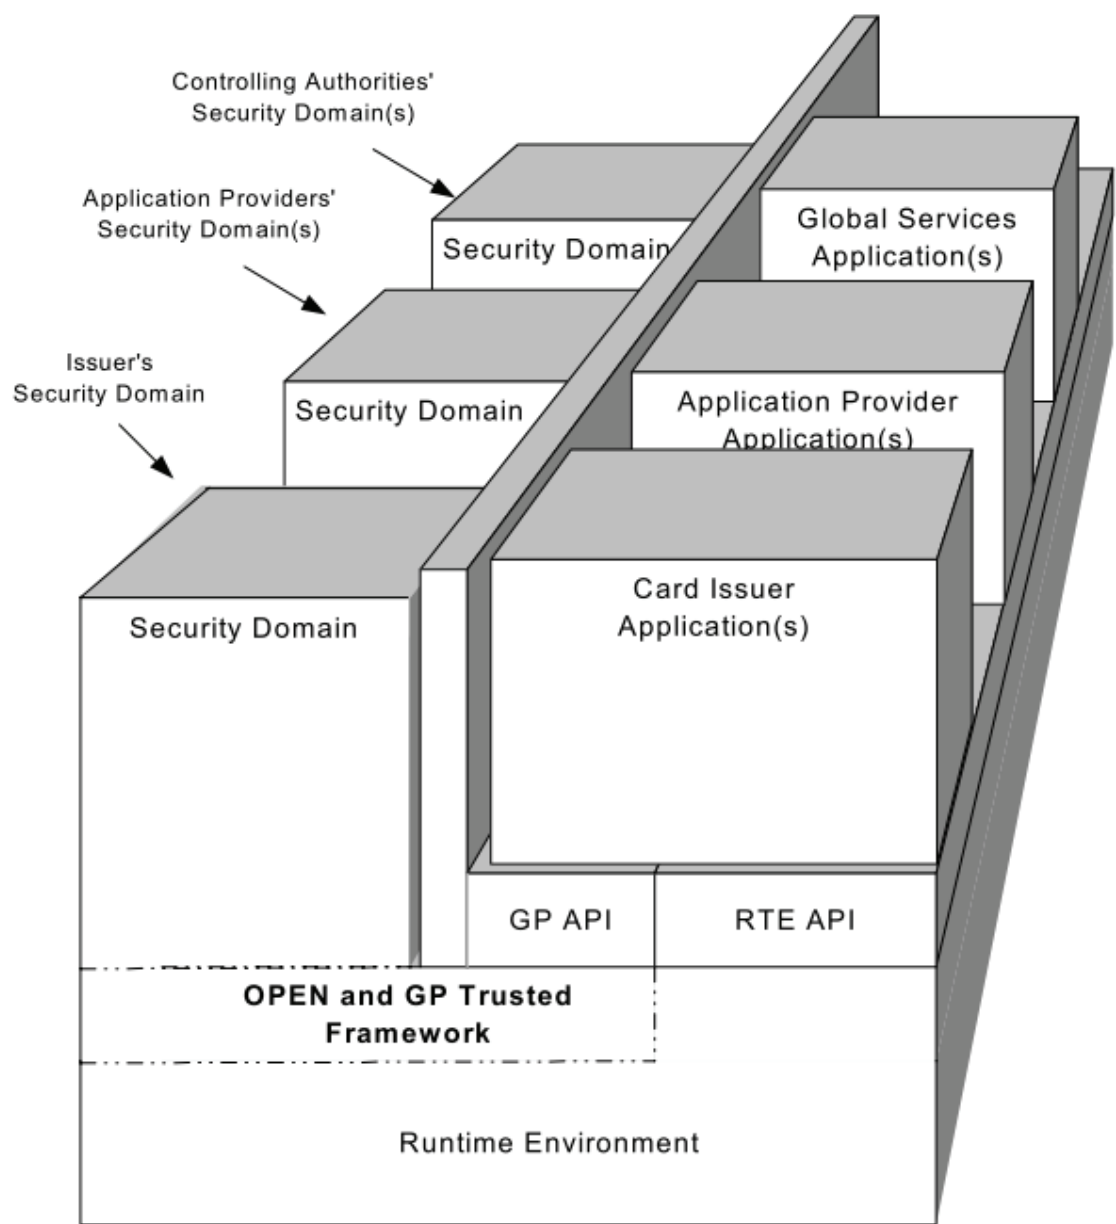 Controlling Authorities'
Security Domain(s)
Application Providers'
Security Domain(s)
Issuer's
Security Domain
Security Domain
Security Domain
Security Domain
Global Services
Application(s)
Application Provider
Application(s)
Card Issuer
Application(s)
GP API
RTE API
OPEN and GP Trusted
Framework
Runtime Environment